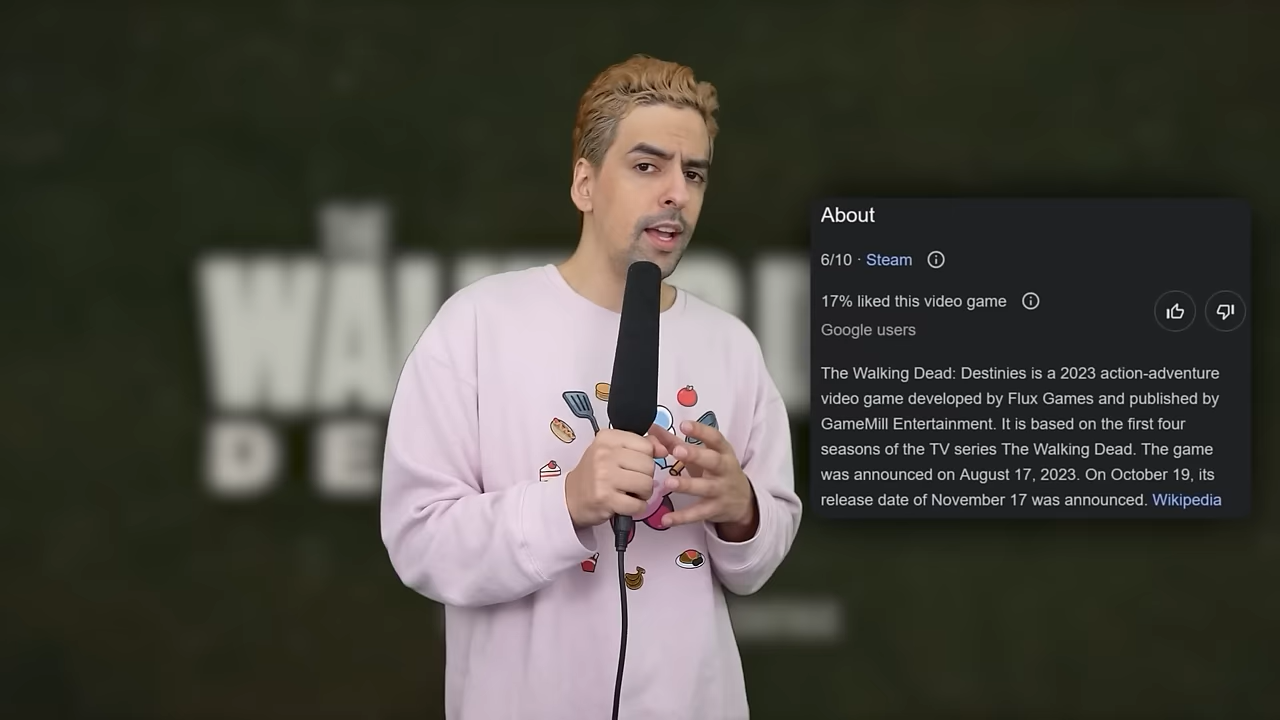 THE
About
6/10 · Steam
17% liked this video game
Google users
The Walking Dead: Destinies is a 2023 action-adventure
video game developed by Flux Games and published by
GameMill Entertainment. It is based on the first four
seasons of the TV series The Walking Dead. The game
was announced on August 17, 2023. On October 19, its
release date of November 17 was announced. Wikipedia